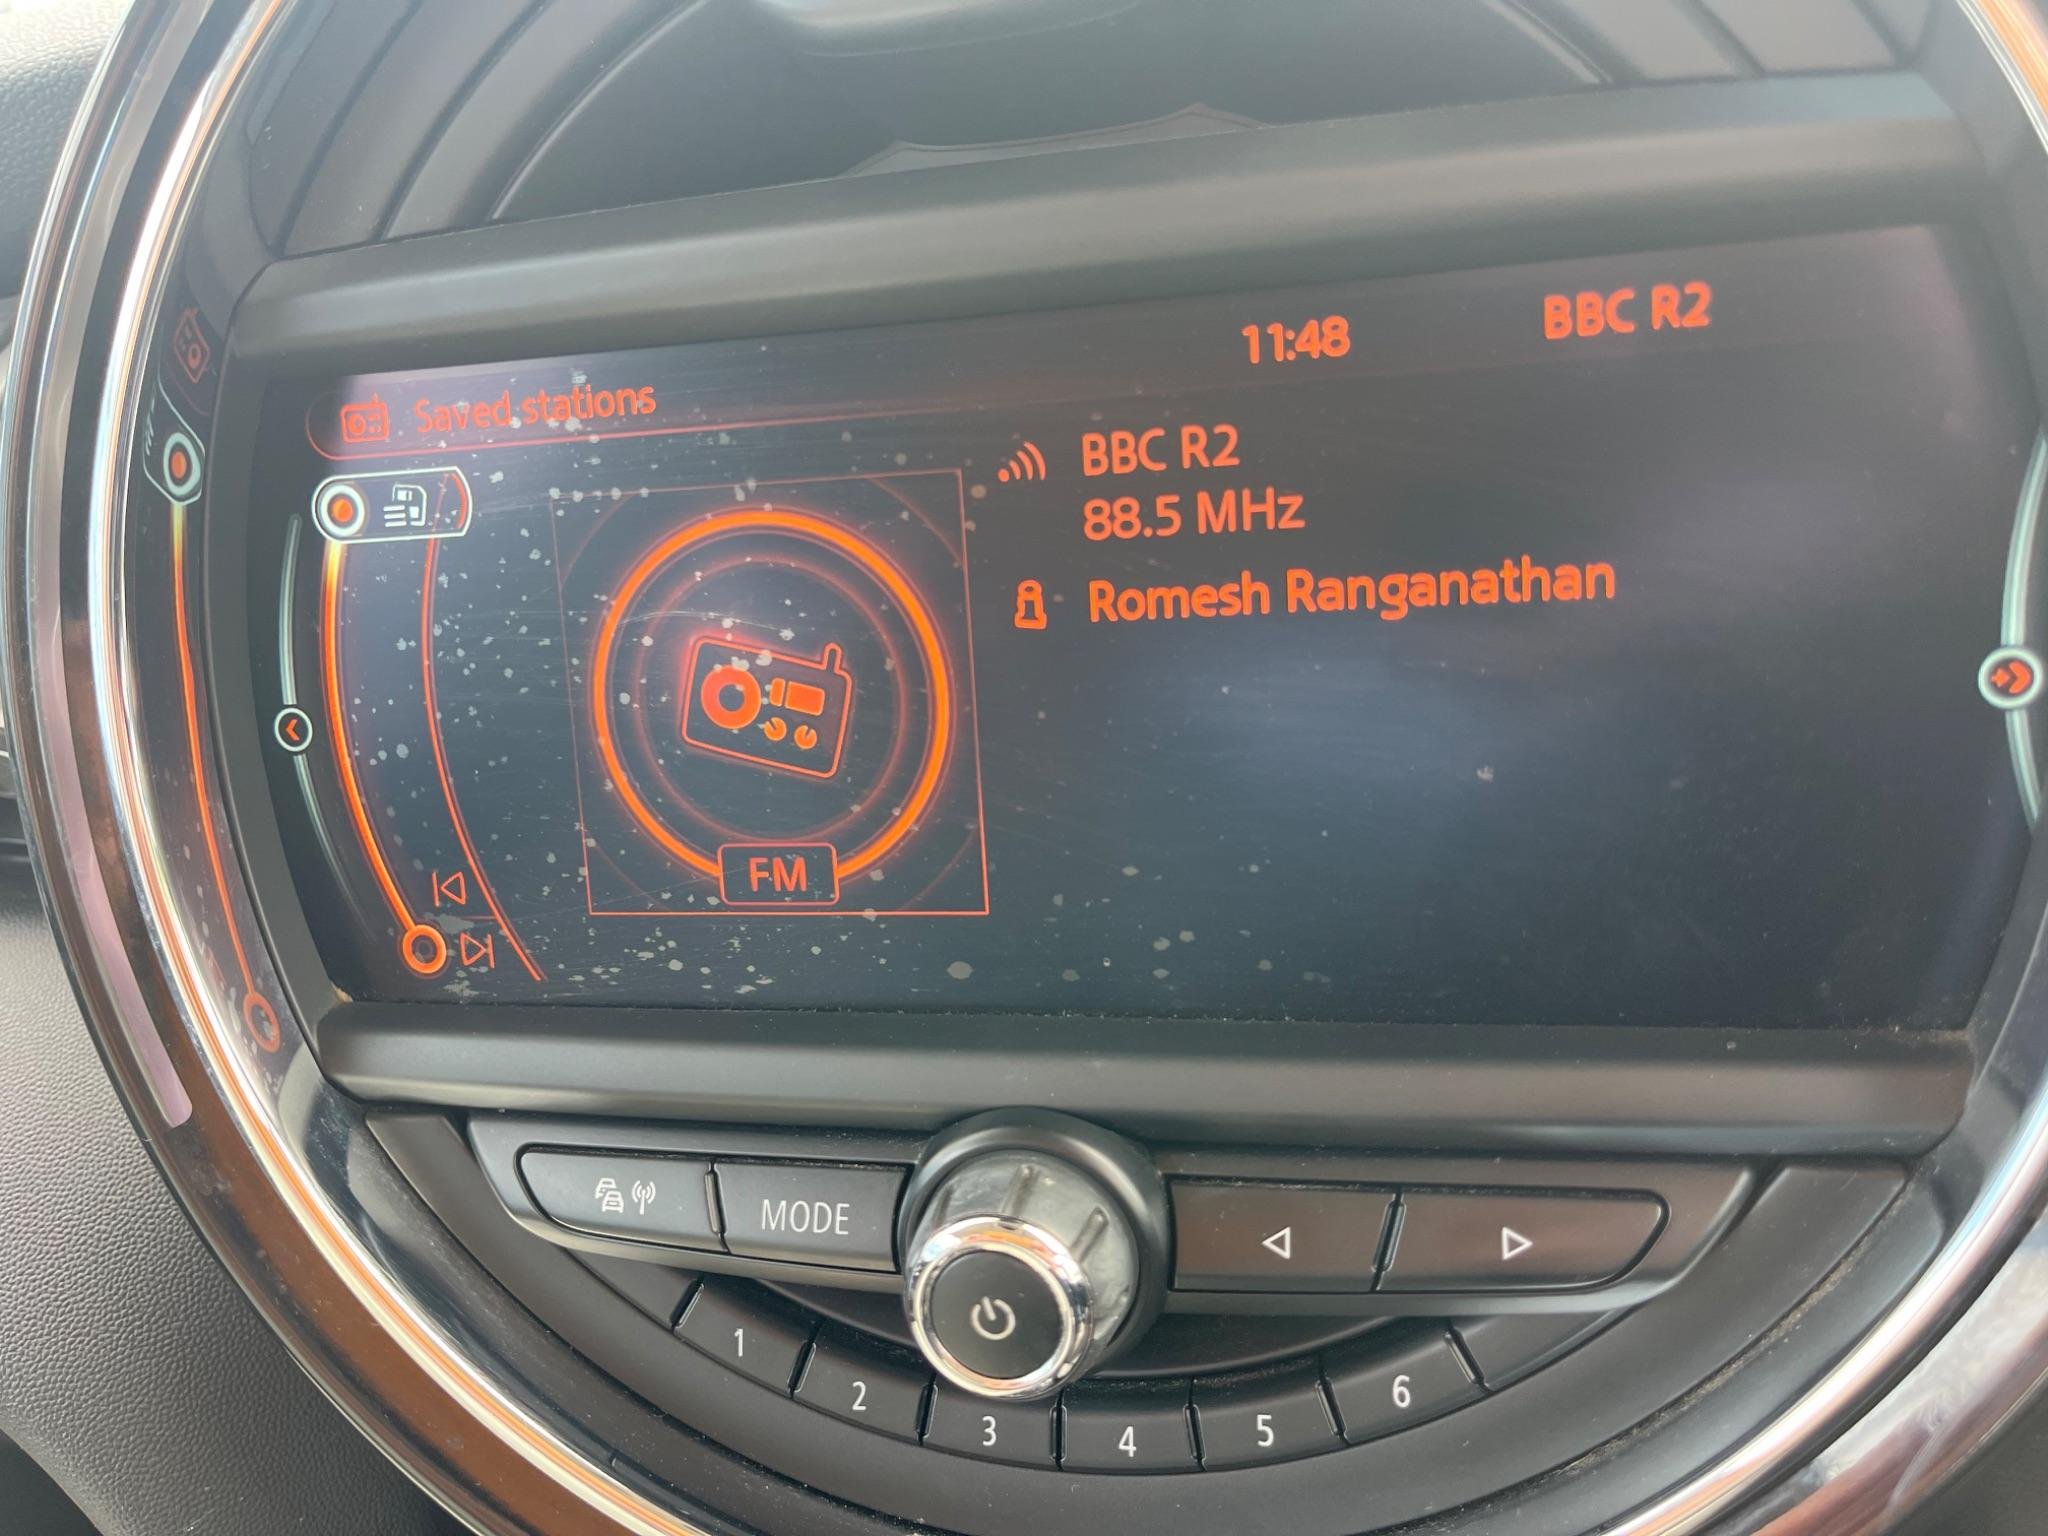 11:48
BBC R2
Saved stations
BBC R2
88.5 MHz
Romesh Ranganathan
FM
MODE
1
2
3
4
5
6